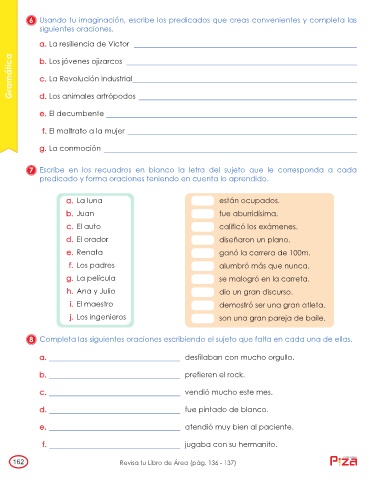 Gramática
6 Usando tu imaginación, escribe los predicados que creas convenientes y completa las
siguientes oraciones.
a. La resiliencia de Victor
b. Los jóvenes ojizarcos
c. La Revolución Industrial
d. Los animales artrópodos
e. El decumbente
f. El maltrato a la mujer
g. La conmoción
7 Escribe en los recuadros en blanco la letra del sujeto que le corresponda a cada
predicado y forma oraciones teniendo en cuenta lo aprendido.
a. La luna
b. Juan
c. El auto
d. El orador
e. Renata
f. Los padres
g. La película
h. Ana y Julio
i. El maestro
j. Los ingenieros
están ocupados.
fue aburridísima.
calificó los exámenes.
diseñaron un plano.
ganó la carrera de 100m.
alumbró más que nunca.
se malogró en la carreta.
dio un gran discurso.
demostró ser una gran atleta.
son una gran pareja de baile.
8 Completa las siguientes oraciones escribiendo el sujeto que falta en cada una de ellas.
a. desfilaban con mucho orgullo.
b. prefieren el rock.
c. vendió mucho este mes.
d. fue pintado de blanco.
e. atendió muy bien al paciente.
f. jugaba con su hermanito.
162
Revisa tu Libro de Área (pág. 136 - 137)
Piza